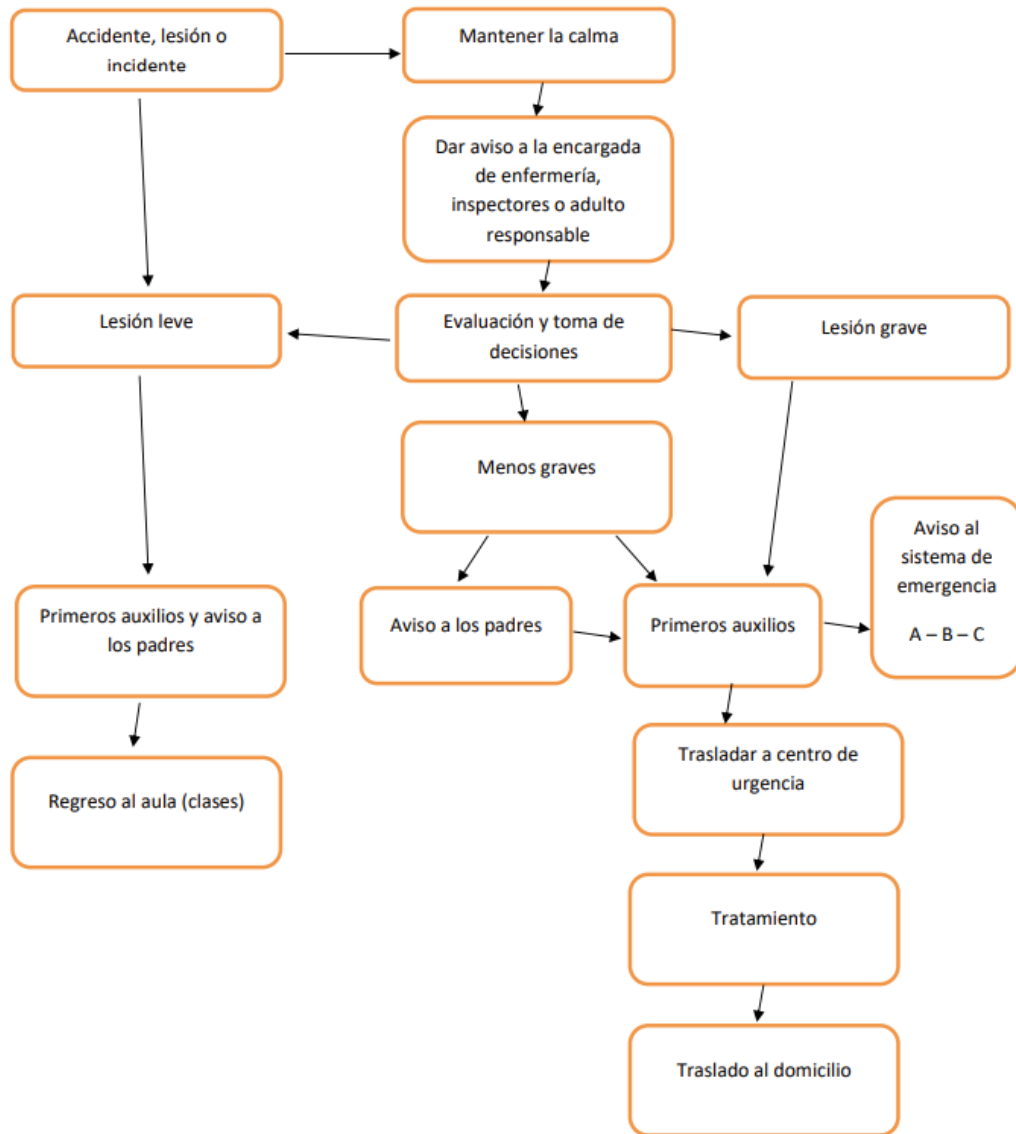 Accidente, lesión o
incidente
Mantener la calma
Dar aviso a la encargada
de enfermería,
inspectores o adulto
responsable
Lesión leve
Evaluación y toma de
decisiones
Lesión grave
Menos graves
Aviso al
sistema de
emergencia
A – B – C
Primeros auxilios y aviso a
los padres
Aviso a los padres
Primeros auxilios
Regreso al aula (clases)
Trasladar a centro de
urgencia
Tratamiento
Traslado al domicilio